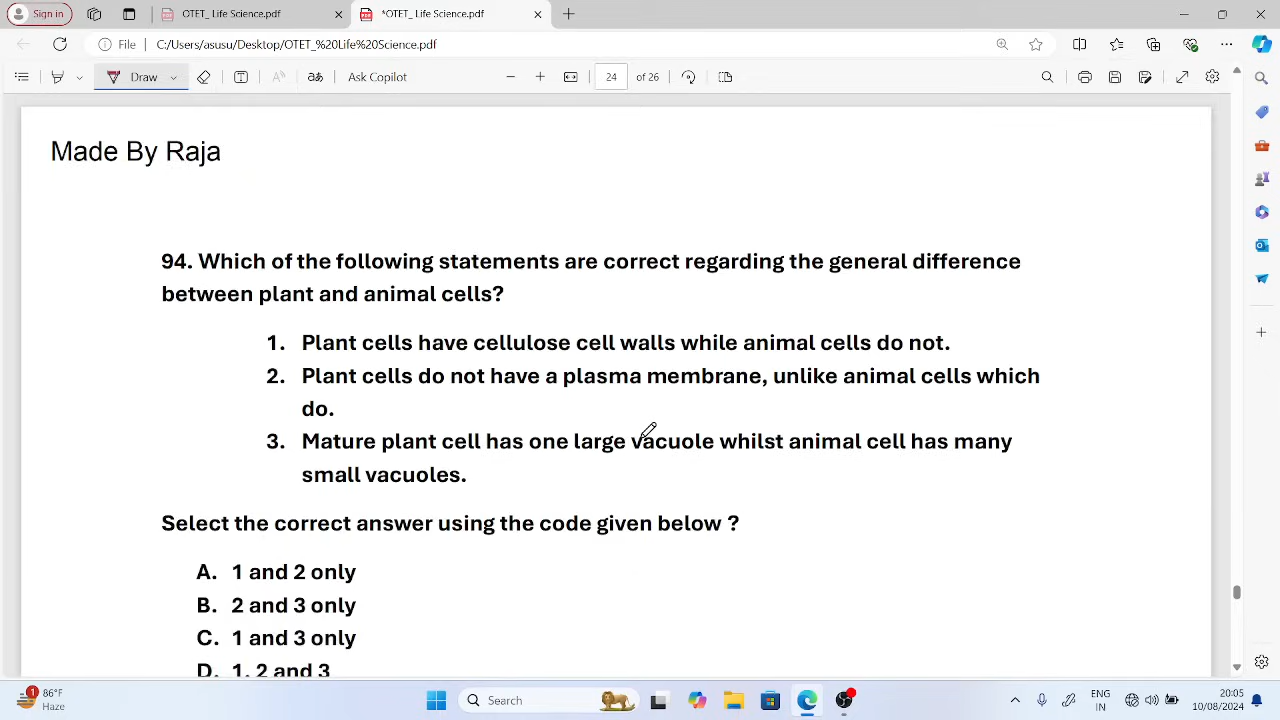 Sign in
OTET_ Life Science.pdf
*OTET_ Life Science.pdf
File
C:/Users/asusu/Desktop/OTET_%20Life%20Science.pdf
Draw
Ask Copilot
24 of 26
Made By Raja
94. Which of the following statements are correct regarding the general difference
between plant and animal cells?
1. Plant cells have cellulose cell walls while animal cells do not.
2. Plant cells do not have a plasma membrane, unlike animal cells which
do.
3. Mature plant cell has one large vacuole whilst animal cell has many
small vacuoles.
Select the correct answer using the code given below ?
A. 1 and 2 only
B. 2 and 3 only
C. 1 and 3 only
D. 1, 2 and 3
1
86°F
Haze
Search
ENG
IN
20:05
10/08/2024